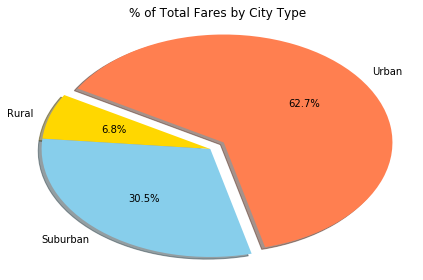 % of Total Fares by City Type
Urban
62.7%
Rural
6.8%
30.5%
Suburban